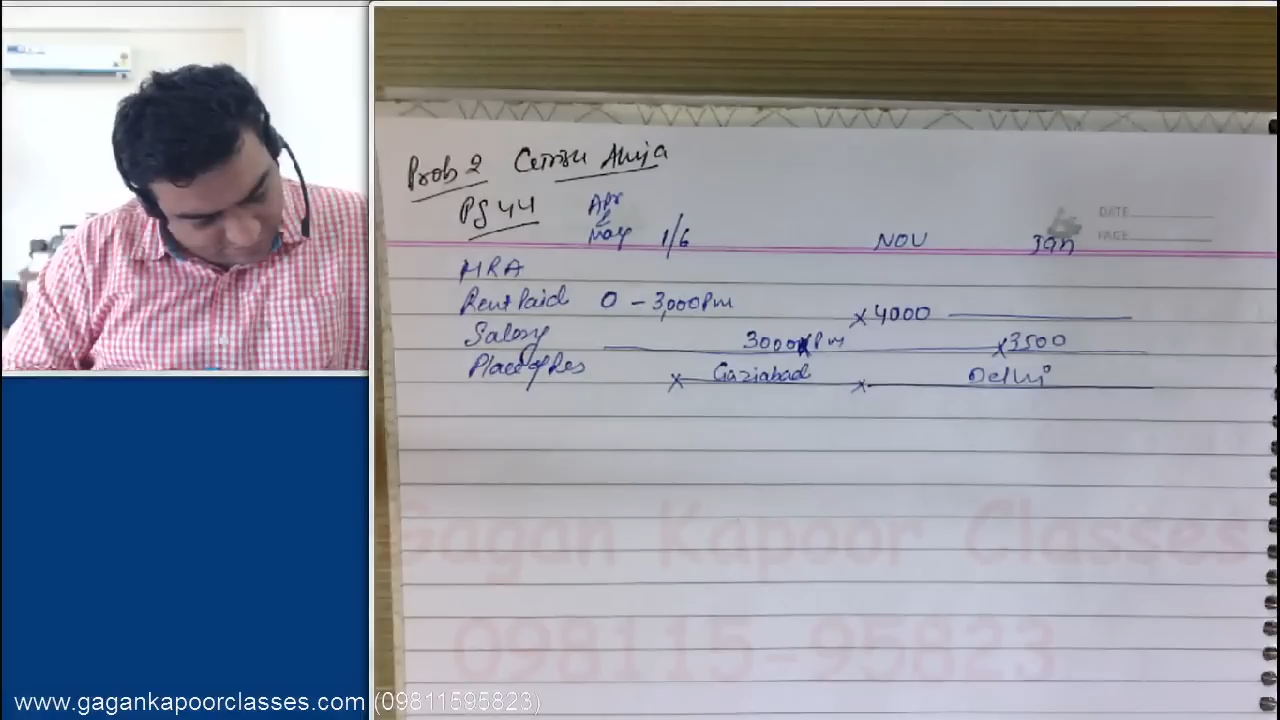 Prob 2
Pg 44
Apr
&
May 1/6 NOV Jan
DATE
PAGE
HRA
Rent Paid 0 - 3,000 Pm x 4000
Salary 3000 Pm x 3500
Place of Res x Gaziabad x Delhi
Gagan Kapoor Classes
098115-95823
www.gagankapoorclasses.com (09811595823)